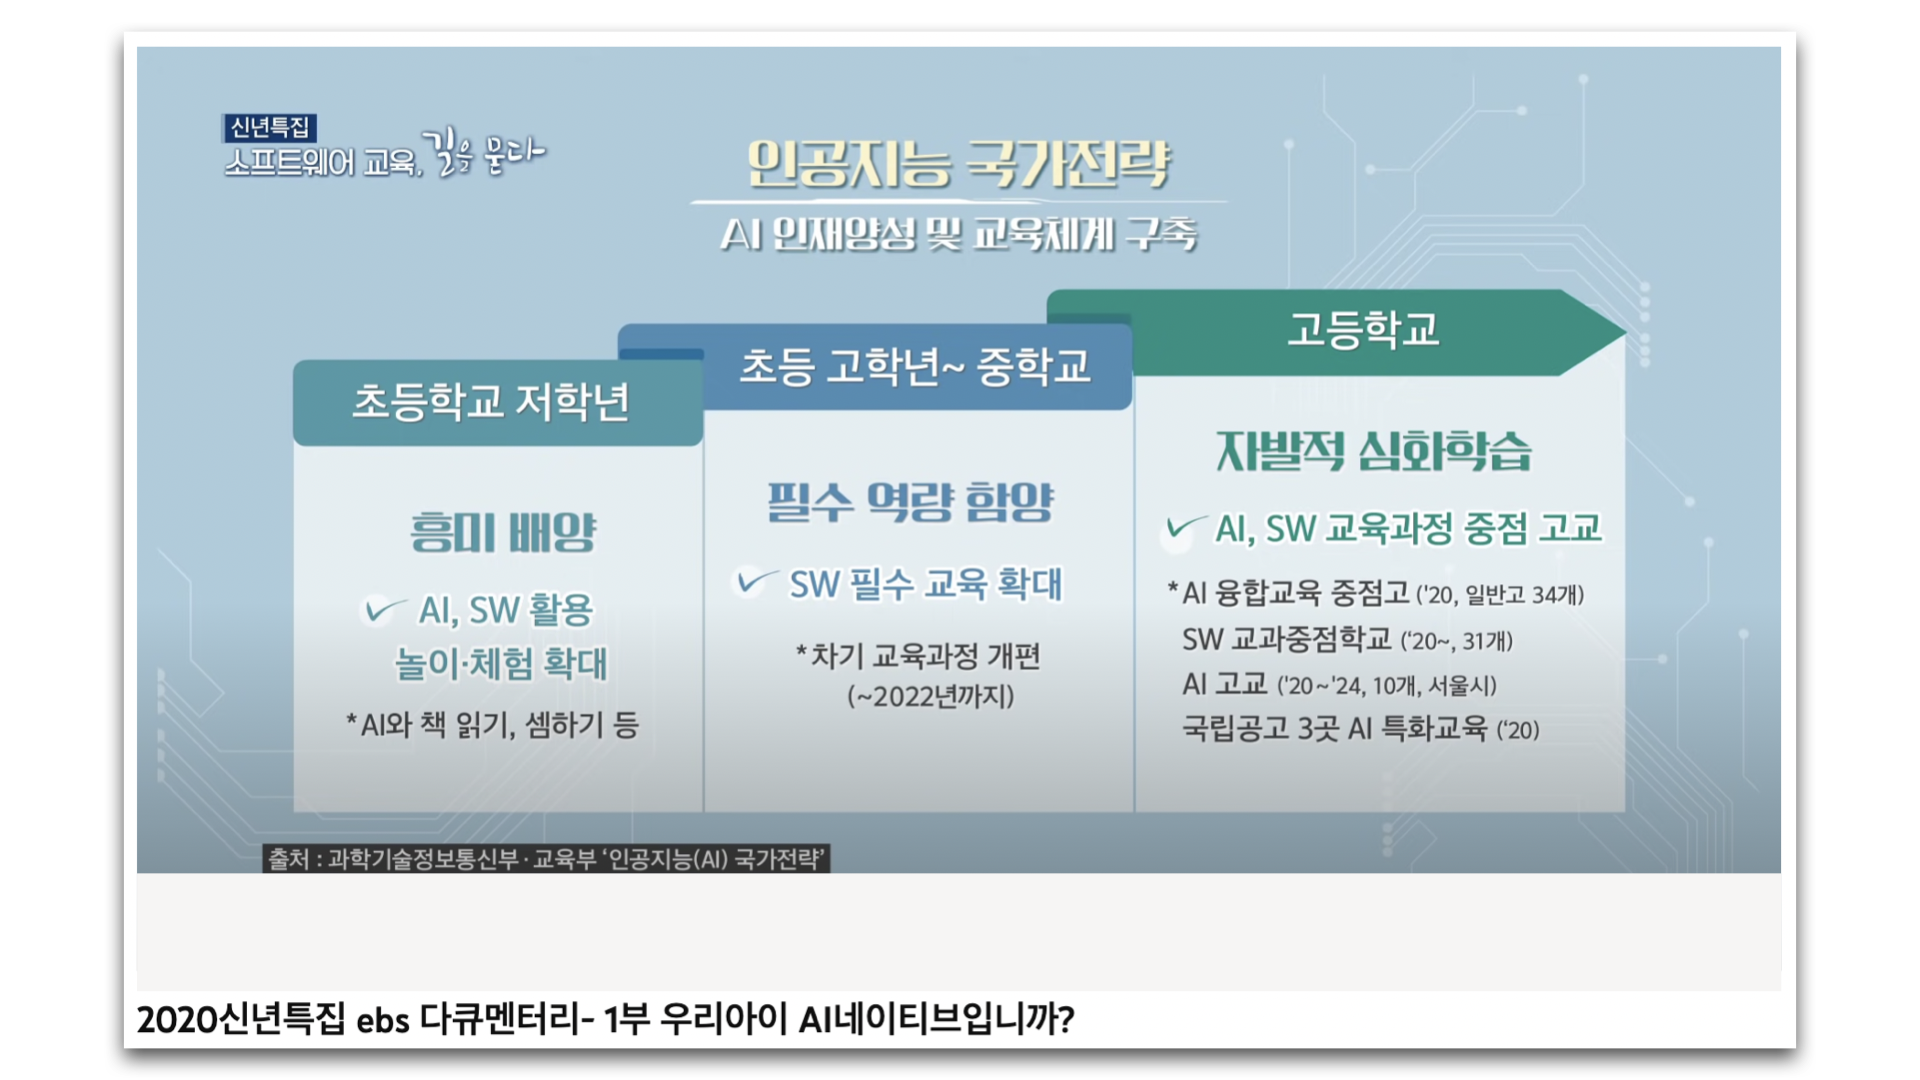 신년특집
소프트웨어 교육, 길을 묻다
인공지능 국가전략
AI 인재양성 및 교육체계 구축
초등학교 저학년
흥미 배양
AI, SW 활용
놀이·체험 확대
*AI와 책 읽기, 셈하기 등
초등 고학년~ 중학교
필수 역량 함양
SW 필수 교육 확대
*차기 교육과정 개편
(~2022년까지)
고등학교
자발적 심화학습
AI, SW 교육과정 중점 고교
*AI 융합교육 중점고 ('20, 일반고 34개)
SW 교과중점학교 (‘20~, 31개)
AI 고교 ('20~'24, 10개, 서울시)
국립공고 3곳 AI 특화교육 (‘20)
출처 : 과학기술정보통신부·교육부 ‘인공지능(AI) 국가전략’
2020신년특집 ebs 다큐멘터리- 1부 우리아이 AI네이티브입니까?